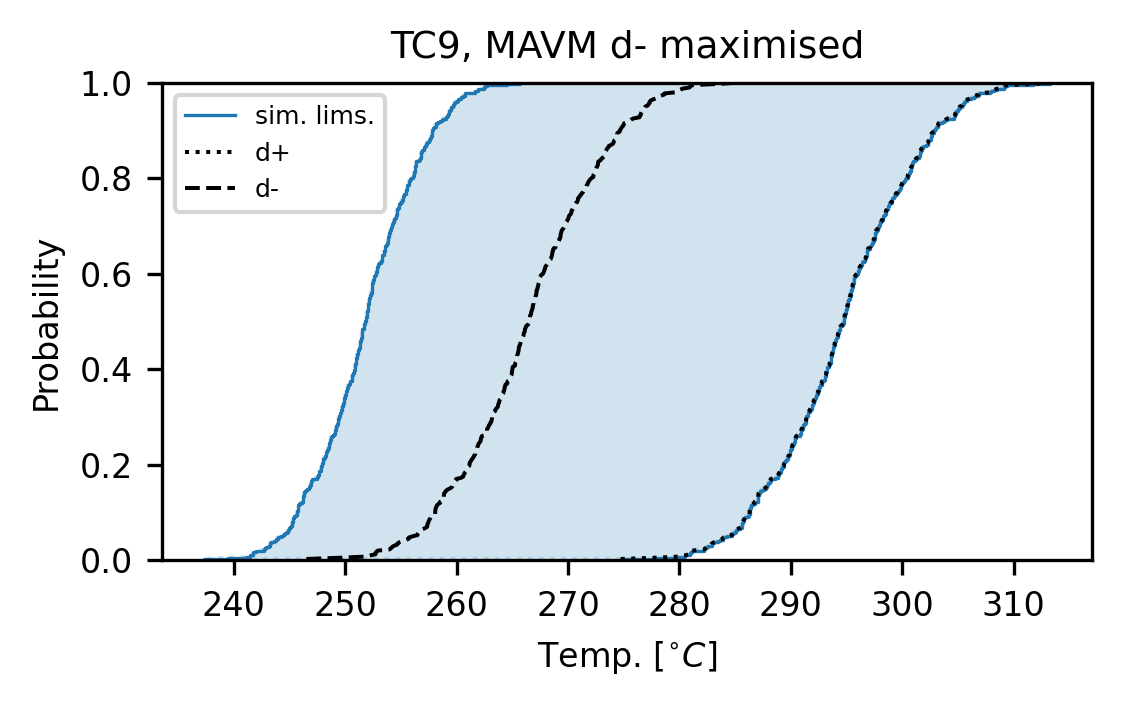 TC9, MAVM d- maximised
1.0
0.8
0.6
0.4
0.2
0.0
Probability
sim. lims.
d+
d-
240 250 260 270 280 290 300 310
Temp. [°C]